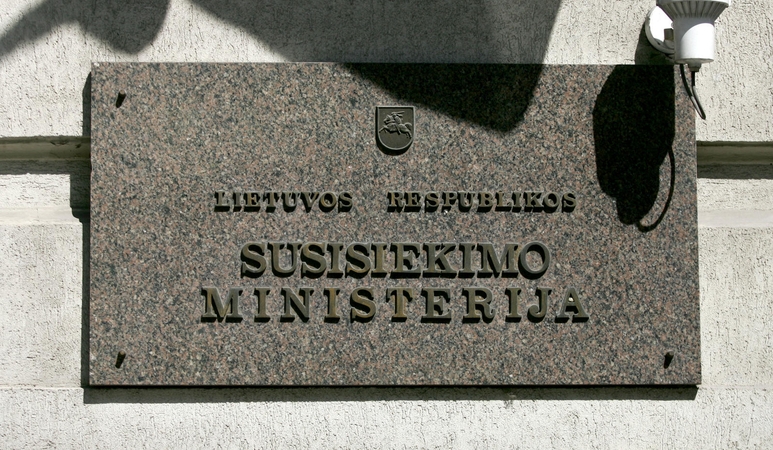 LIETUVOS RESPUBLIKOS
SUSISIEKIMO
MINISTERIJA